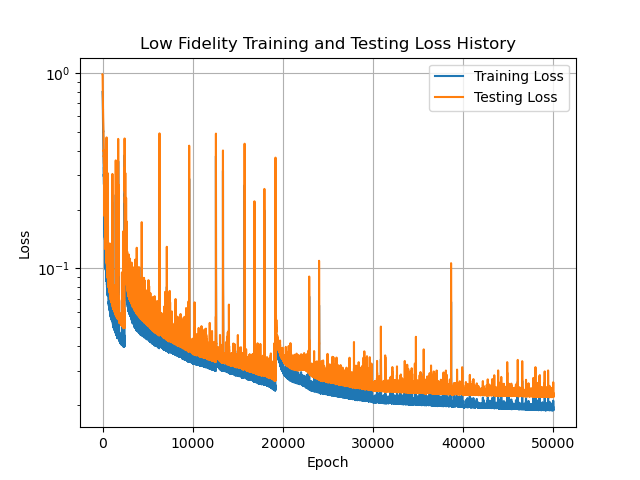 Low Fidelity Training and Testing Loss History
Training Loss
Testing Loss
Loss
10⁰
10⁻¹
0 10000 20000 30000 40000 50000
Epoch